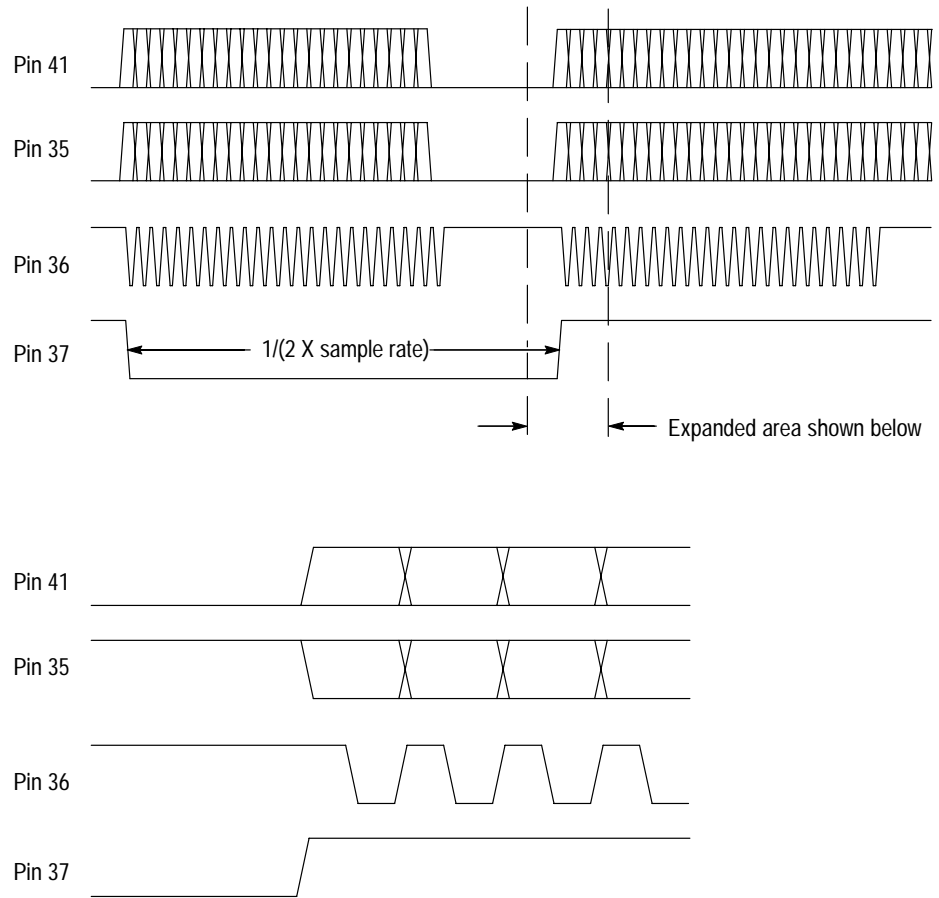 Pin 41
Pin 35
Pin 36
Pin 37
1/(2 X sample rate)
Expanded area shown below
Pin 41
Pin 35
Pin 36
Pin 37